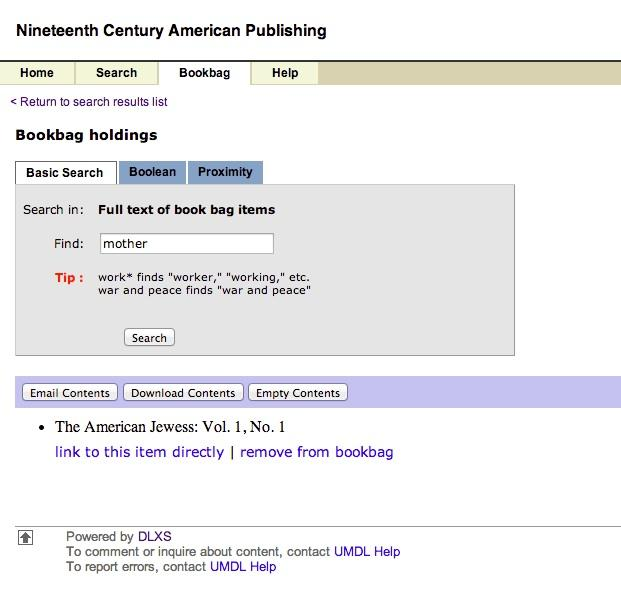 Nineteenth Century American Publishing
Home Search Bookbag Help
< Return to search results list
Bookbag holdings
Basic Search Boolean Proximity
Search in: Full text of book bag items
Find: mother
Tip : work* finds "worker," "working," etc.
war and peace finds "war and peace"
Search
Email Contents Download Contents Empty Contents
• The American Jewess: Vol. 1, No. 1
link to this item directly | remove from bookbag
Powered by DLXS
To comment or inquire about content, contact UMDL Help
To report errors, contact UMDL Help